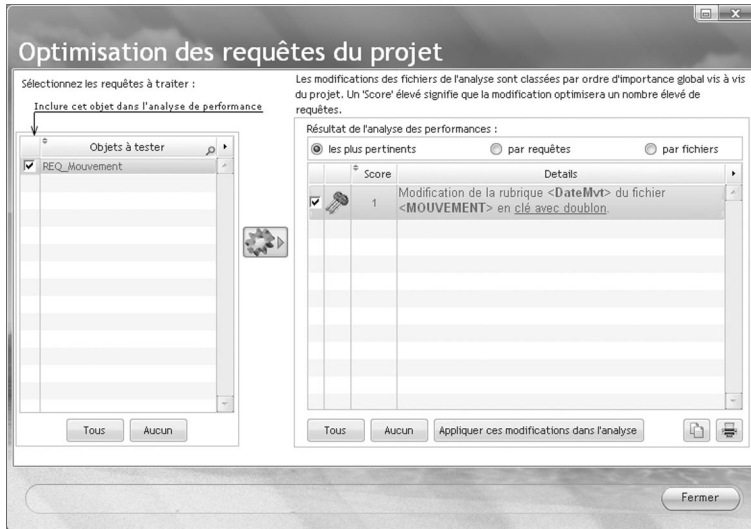 Optimisation des requêtes du projet
Sélectionnez les requêtes à traiter :
Inclure cet objet dans l'analyse de performance
Objets à tester
REQ_Mouvement
Tous
Aucun
Les modifications des fichiers de l'analyse sont classées par ordre d'importance global vis à vis
du projet. Un 'Score' élevé signifie que la modification optimisera un nombre élevé de
requêtes.
Résultat de l'analyse des performances :
les plus pertinents
par requêtes
par fichiers
Score
Details
1
Modification de la rubrique <DateMvt> du fichier
<MOUVEMENT> en clé avec doublon.
Tous
Aucun
Appliquer ces modifications dans l'analyse
Fermer